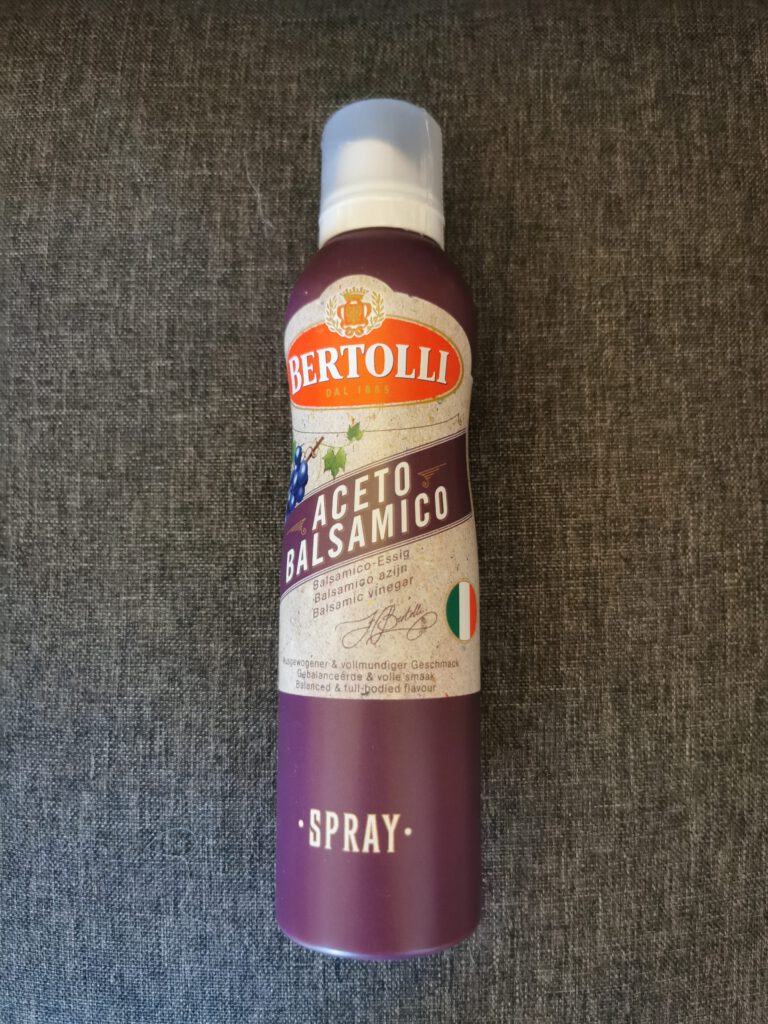 BERTOLLI
DAL 1865
ACETO
BALSAMICO
Balsamico-Essig
Balsamico azijn
Balsamic vinegar
F. Bertolli
Ausgewogener & vollmundiger Geschmack
Gebalanceerde & volle smaak
Balanced & full-bodied flavour
·SPRAY·